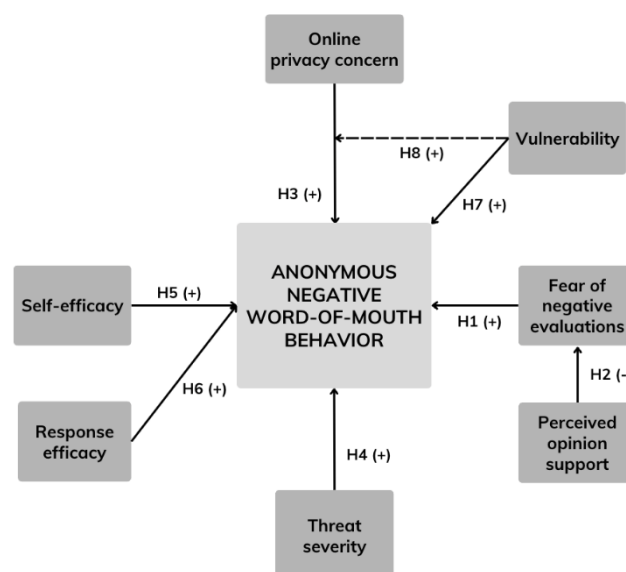 Online
privacy concern
Vulnerability
H8 (+)
H3 (+)
H7 (+)
ANONYMOUS
NEGATIVE
WORD-OF-MOUTH
BEHAVIOR
Self-efficacy
H5 (+)
Fear of
negative
evaluations
H1 (+)
H6 (+)
H2 (-
Response
efficacy
Perceived
opinion
support
H4 (+)
Threat
severity